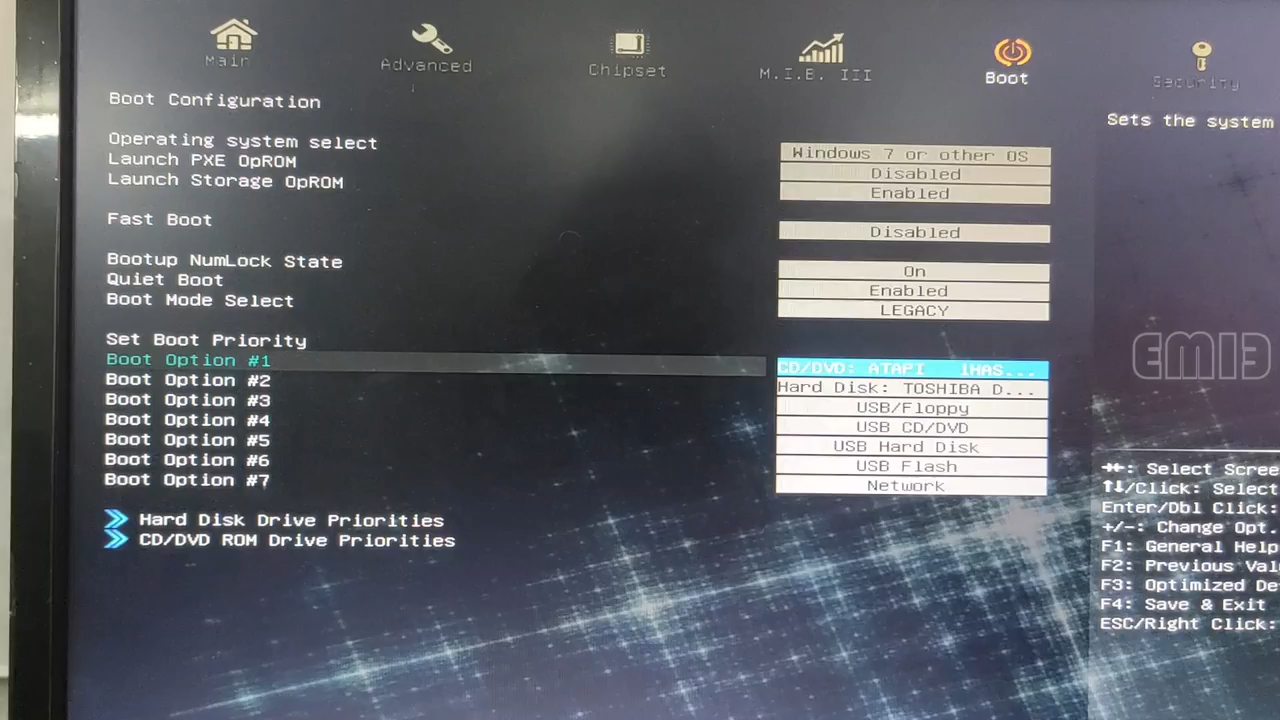 Main
Advanced
Chipset
M.I.B. III
Boot
Security
Boot Configuration
Sets the system
Operating system select
Windows 7 or other OS
Launch PXE OpROM
Disabled
Launch Storage OpROM
Enabled
Fast Boot
Disabled
Bootup NumLock State
On
Quiet Boot
Enabled
Boot Mode Select
LEGACY
Set Boot Priority
Boot Option #1
CD/DVD: ATAPI iHAS...
Boot Option #2
Hard Disk: TOSHIBA D...
Boot Option #3
USB/Floppy
Boot Option #4
USB CD/DVD
Boot Option #5
USB Hard Disk
Boot Option #6
USB Flash
Boot Option #7
Network
Hard Disk Drive Priorities
CD/DVD ROM Drive Priorities
→←: Select Scree
↑↓/Click: Select
Enter/Dbl Click:
+/-: Change Opt.
F1: General Help
F2: Previous Val
F3: Optimized De
F4: Save & Exit
ESC/Right Click: